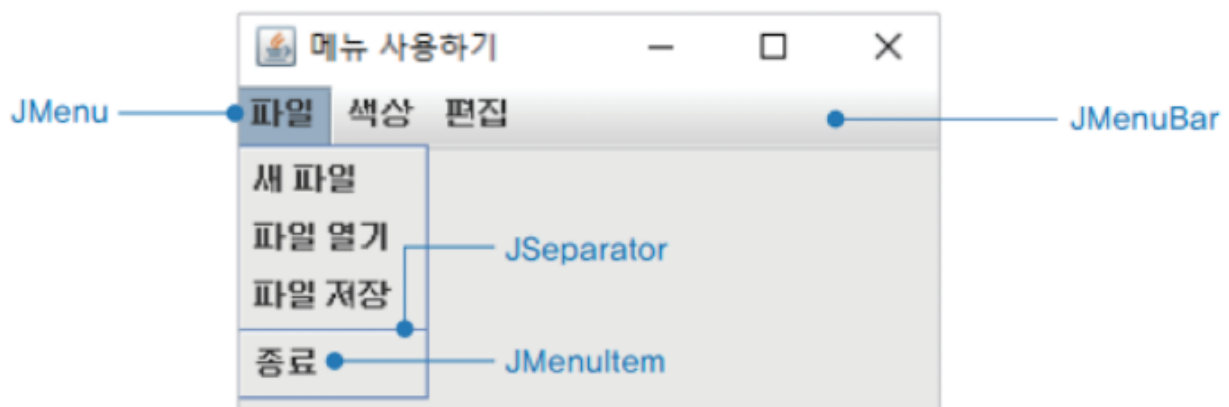 메뉴 사용하기
JMenu
파일 색상 편집
JMenuBar
새 파일
파일 열기
JSeparator
파일 저장
종료
JMenuItem